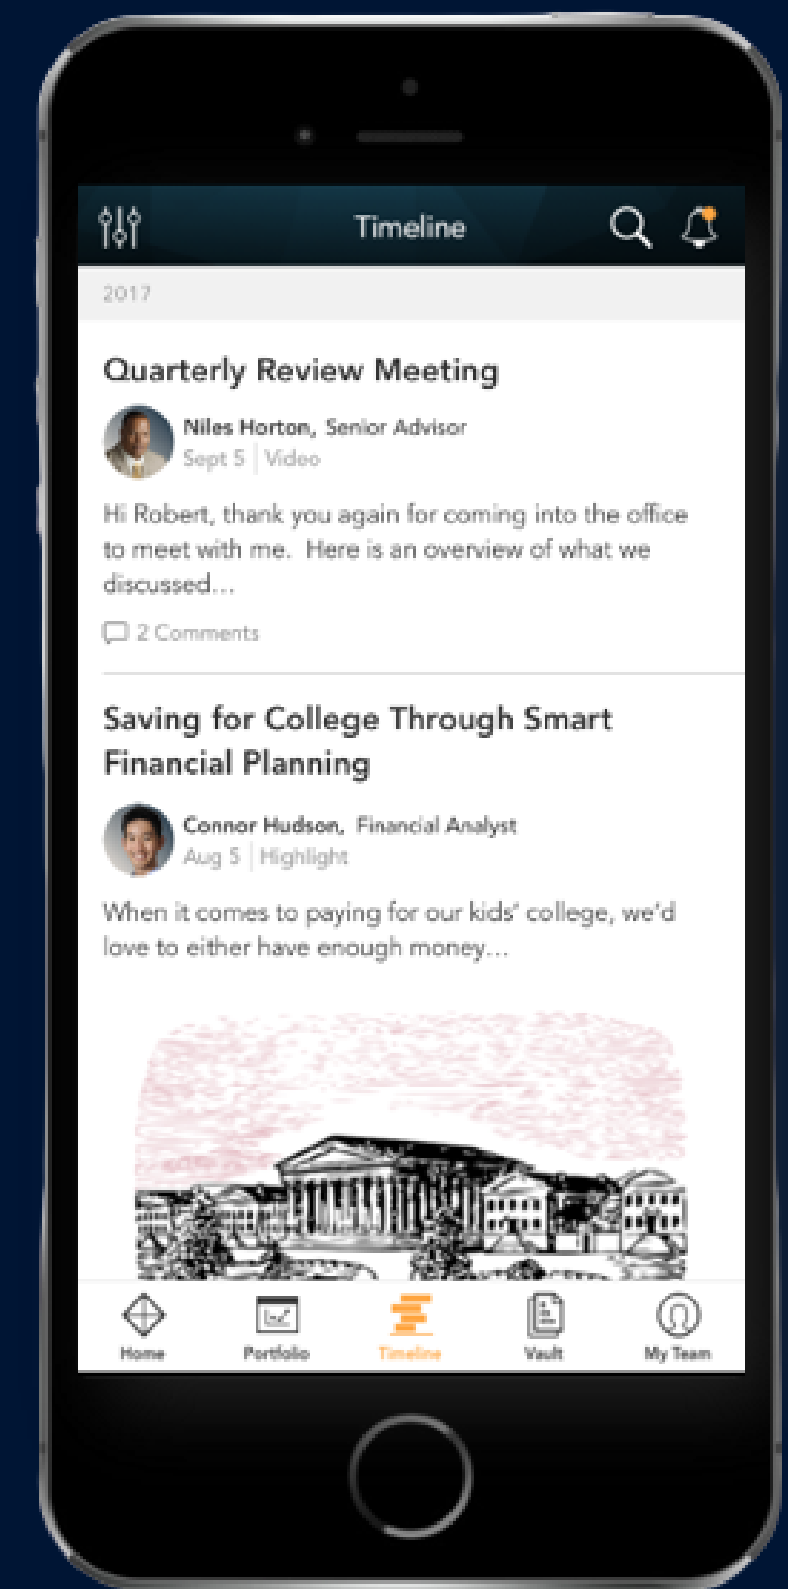 Timeline
2017
Quarterly Review Meeting
Niles Horton, Senior Advisor
Sept 5 | Video
Hi Robert, thank you again for coming into the office
to meet with me. Here is an overview of what we
discussed...
2 Comments
Saving for College Through Smart
Financial Planning
Connor Hudson, Financial Analyst
Aug 5 | Highlight
When it comes to paying for our kids' college, we'd
love to either have enough money...
Home Portfolio Timeline Vault My Team